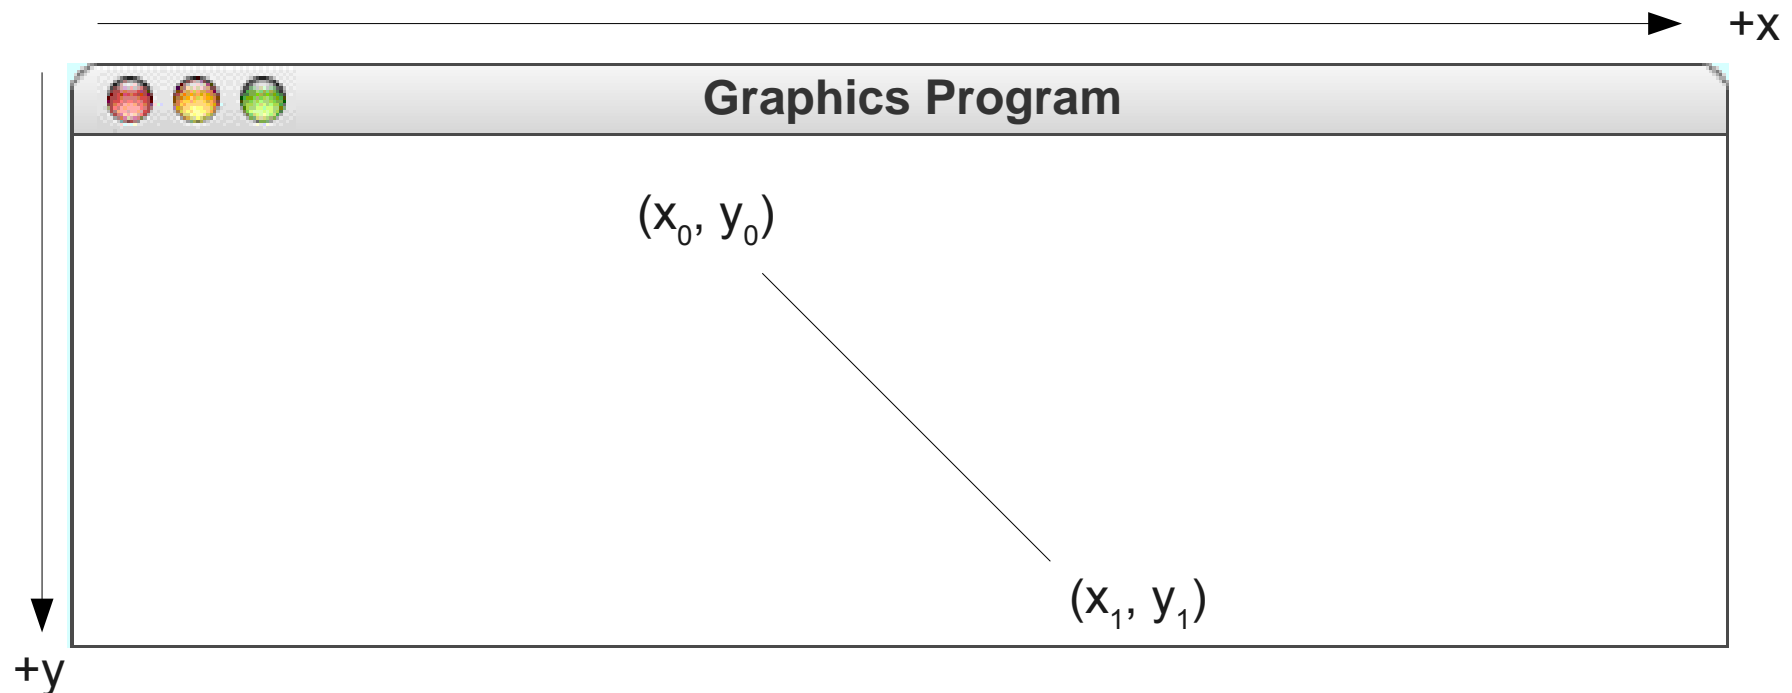 +x
Graphics Program
(x₀, y₀)
(x₁, y₁)
+y